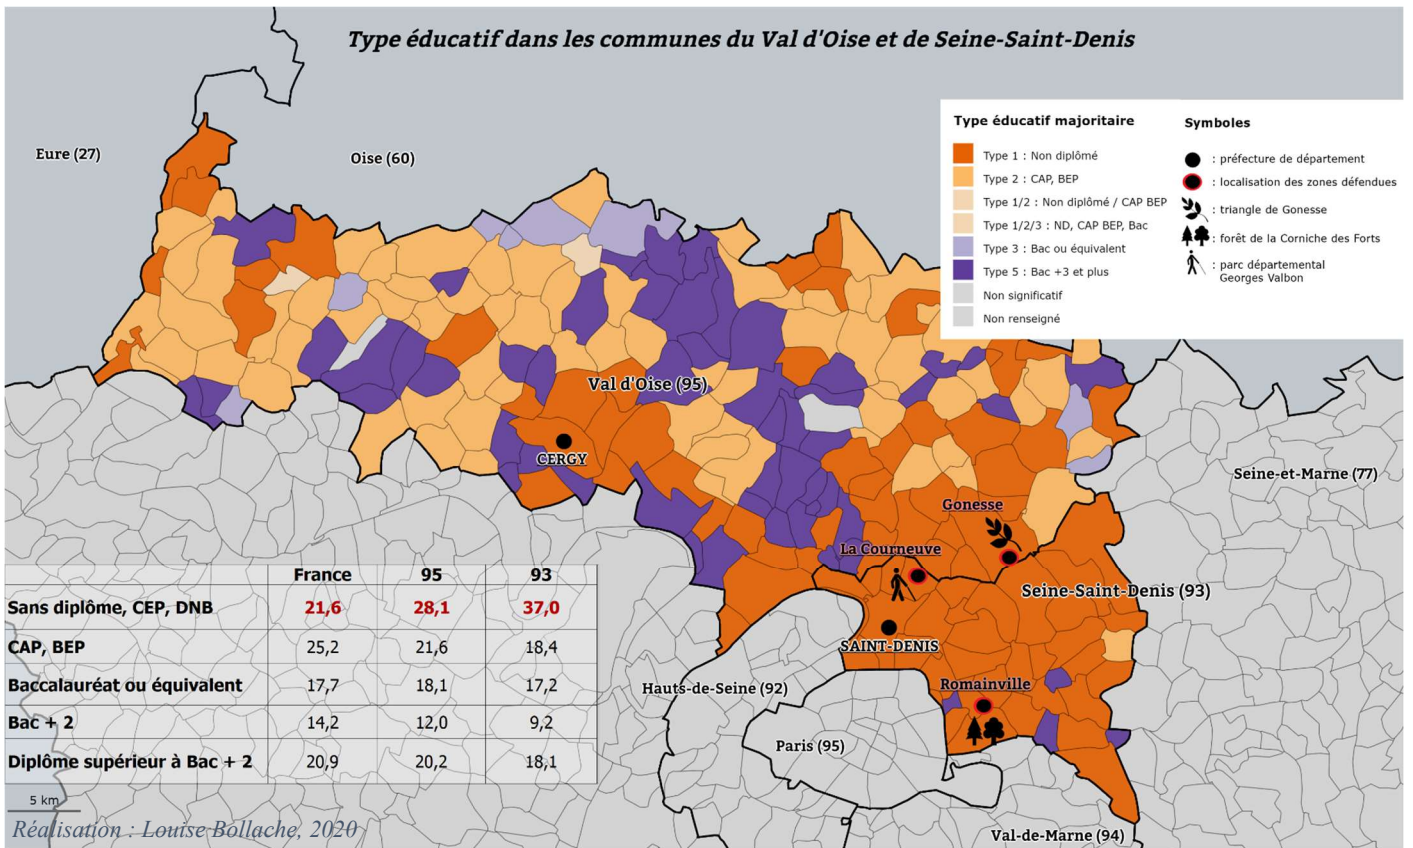 Type éducatif dans les communes du Val d'Oise et de Seine-Saint-Denis
Eure (27)
Oise (60)
Type éducatif majoritaire
Type 1 : Non diplômé
Type 2 : CAP, BEP
Type 1/2 : Non diplômé / CAP BEP
Type 1/2/3 : ND, CAP BEP, Bac
Type 3 : Bac ou équivalent
Type 5 : Bac +3 et plus
Non significatif
Non renseigné
Symboles
: préfecture de département
: localisation des zones défendues
: triangle de Gonesse
: forêt de la Corniche des Forts
: parc départemental
Georges Valbon
Val d'Oise (95)
CERGY
Seine-et-Marne (77)
Gonesse
La Courneuve
Seine-Saint-Denis (93)
SAINT-DENIS
Romainville
Hauts-de-Seine (92)
Paris (95)
Val-de-Marne (94)
France 95 93
Sans diplôme, CEP, DNB 21,6 28,1 37,0
CAP, BEP 25,2 21,6 18,4
Baccalauréat ou équivalent 17,7 18,1 17,2
Bac + 2 14,2 12,0 9,2
Diplôme supérieur à Bac + 2 20,9 20,2 18,1
5 km
Réalisation : Louise Bollache, 2020